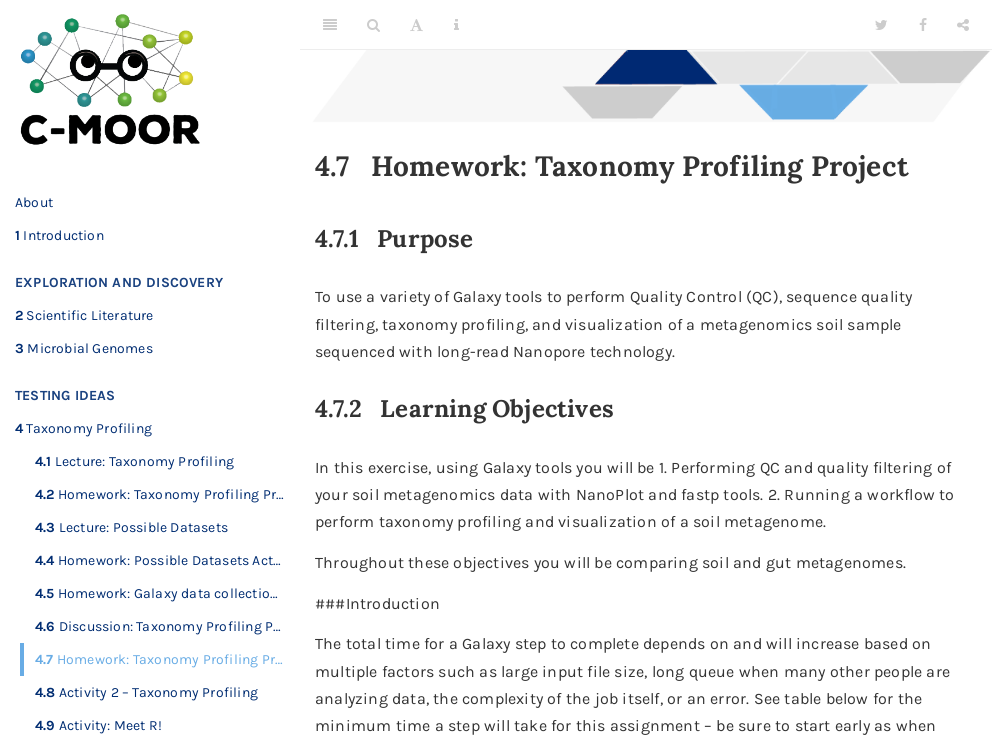 C-MOOR
About
1 Introduction
EXPLORATION AND DISCOVERY
2 Scientific Literature
3 Microbial Genomes
TESTING IDEAS
4 Taxonomy Profiling
4.1 Lecture: Taxonomy Profiling
4.2 Homework: Taxonomy Profiling Pr...
4.3 Lecture: Possible Datasets
4.4 Homework: Possible Datasets Act...
4.5 Homework: Galaxy data collectio...
4.6 Discussion: Taxonomy Profiling P...
4.7 Homework: Taxonomy Profiling Pr...
4.8 Activity 2 – Taxonomy Profiling
4.9 Activity: Meet R!
4.7 Homework: Taxonomy Profiling Project
4.7.1 Purpose
To use a variety of Galaxy tools to perform Quality Control (QC), sequence quality
filtering, taxonomy profiling, and visualization of a metagenomics soil sample
sequenced with long-read Nanopore technology.
4.7.2 Learning Objectives
In this exercise, using Galaxy tools you will be 1. Performing QC and quality filtering of
your soil metagenomics data with NanoPlot and fastp tools. 2. Running a workflow to
perform taxonomy profiling and visualization of a soil metagenome.
Throughout these objectives you will be comparing soil and gut metagenomes.
###Introduction
The total time for a Galaxy step to complete depends on and will increase based on
multiple factors such as large input file size, long queue when many other people are
analyzing data, the complexity of the job itself, or an error. See table below for the
minimum time a step will take for this assignment – be sure to start early as when